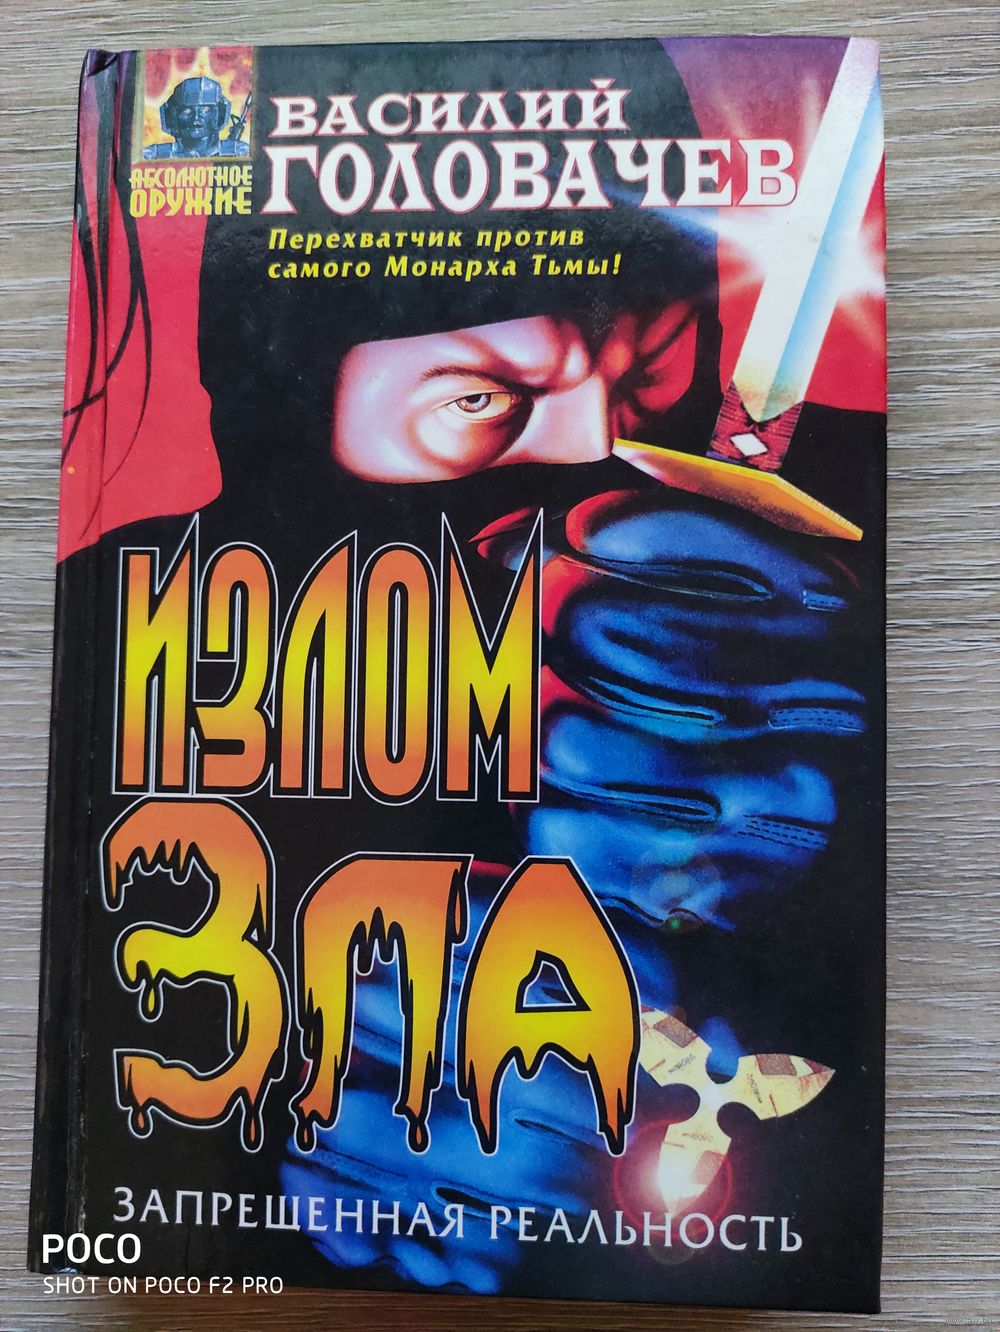 ВАСИЛИЙ
ГОЛОВАЧЕВ
АБСОЛЮТНОЕ
ОРУЖИЕ
Перехватчик против
самого Монарха Тьмы!
ИЗЛОМ
ЗЛА
ЗАПРЕЩЕННАЯ РЕАЛЬНОСТЬ
POCO
SHOT ON POCO F2 PRO